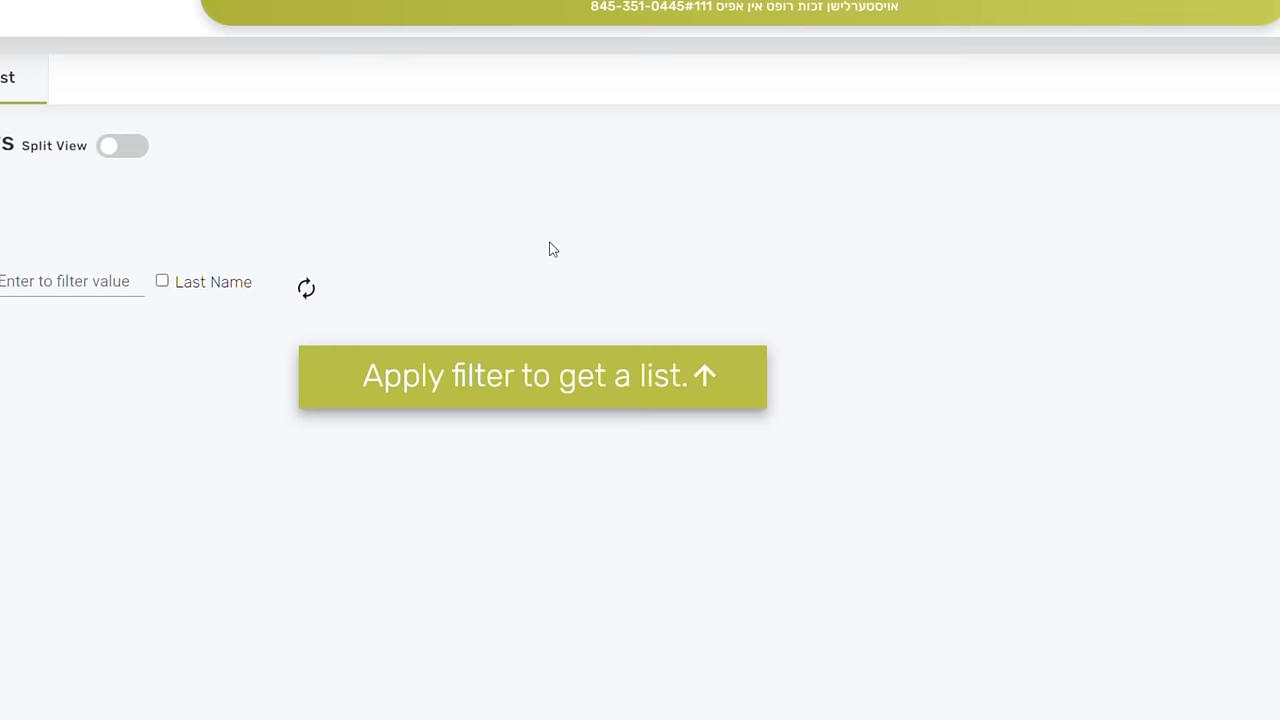 אויסטערלישן זכות רופט אין אפיס 845-351-0445#111
st
rs Split View
Enter to filter value Last Name
Apply filter to get a list.